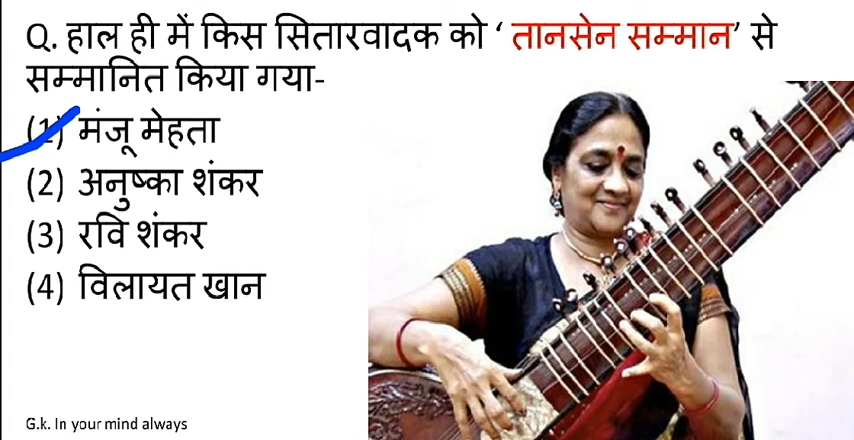 Q. हाल ही में किस सितारवादक को ‘ तानसेन सम्मान’ से
सम्मानित किया गया-
(1) मंजू मेहता
(2) अनुष्का शंकर
(3) रवि शंकर
(4) विलायत खान
G.k. In your mind always